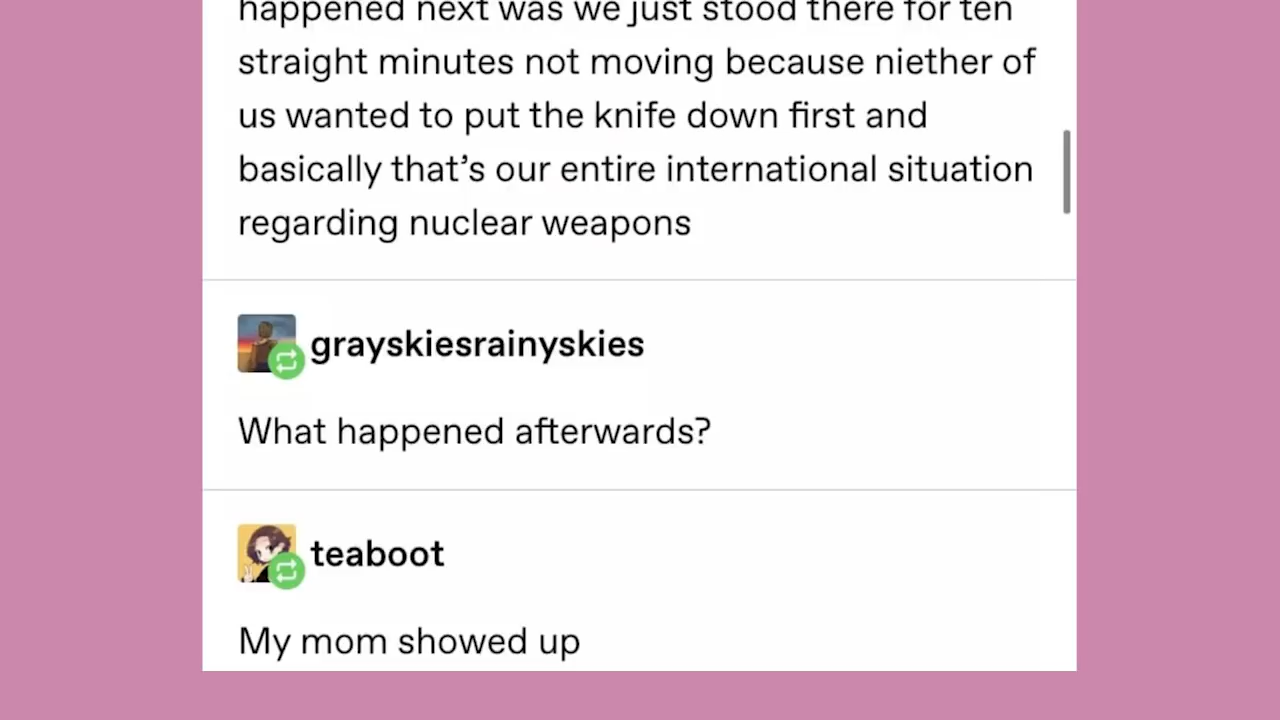 happened next was we just stood there for ten
straight minutes not moving because niether of
us wanted to put the knife down first and
basically that’s our entire international situation
regarding nuclear weapons
grayskiesrainyskies
What happened afterwards?
teaboot
My mom showed up